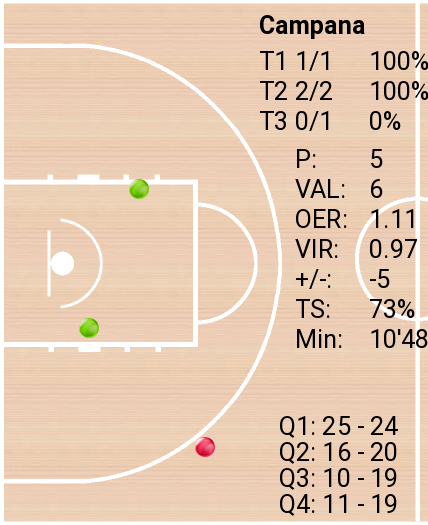 Campana
T1 1/1 100%
T2 2/2 100%
T3 0/1 0%
P: 5
VAL: 6
OER: 1.11
VIR: 0.97
+/-: -5
TS: 73%
Min: 10'48
Q1: 25 - 24
Q2: 16 - 20
Q3: 10 - 19
Q4: 11 - 19